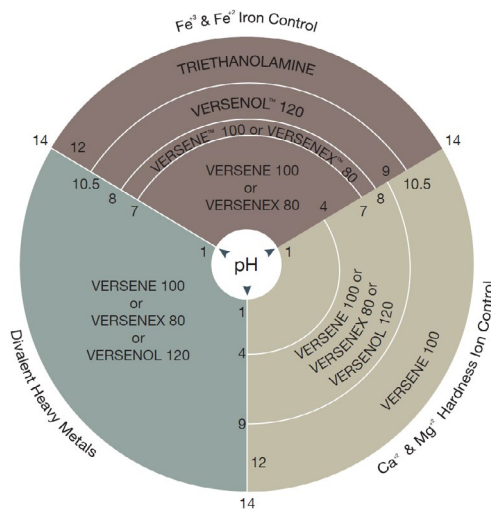 Fe⁺³ & Fe⁺² Iron Control
TRIETHANOLAMINE
VERSENOL™ 120
VERSENE™ 100 or VERSENEX™ 80
VERSENE 100
or
VERSENEX 80
14
12
10.5
8
7
1
14
9
10.5
8
7
4
1
pH
VERSENE 100
or
VERSENEX 80
or
VERSENOL 120
Divalent Heavy Metals
1
4
9
12
14
VERSENE 100 or
VERSENEX 80 or
VERSENOL 120
VERSENE 100
Ca⁺² & Mg⁺² Hardness Ion Control